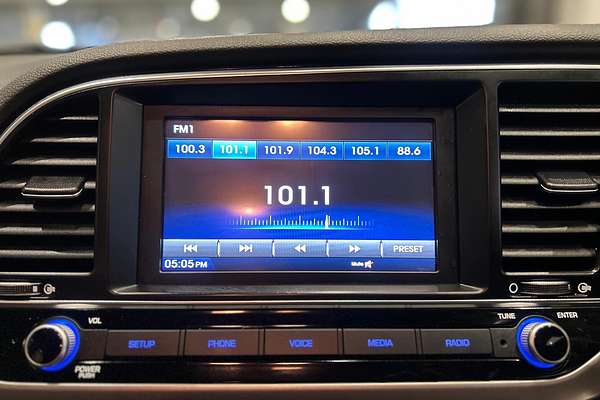 FM1
100.3 101.1 101.9 104.3 105.1 88.6
101.1
PRESET
05:05 PM Mute
VOL TUNE ENTER
SETUP PHONE VOICE MEDIA RADIO
POWER
PUSH